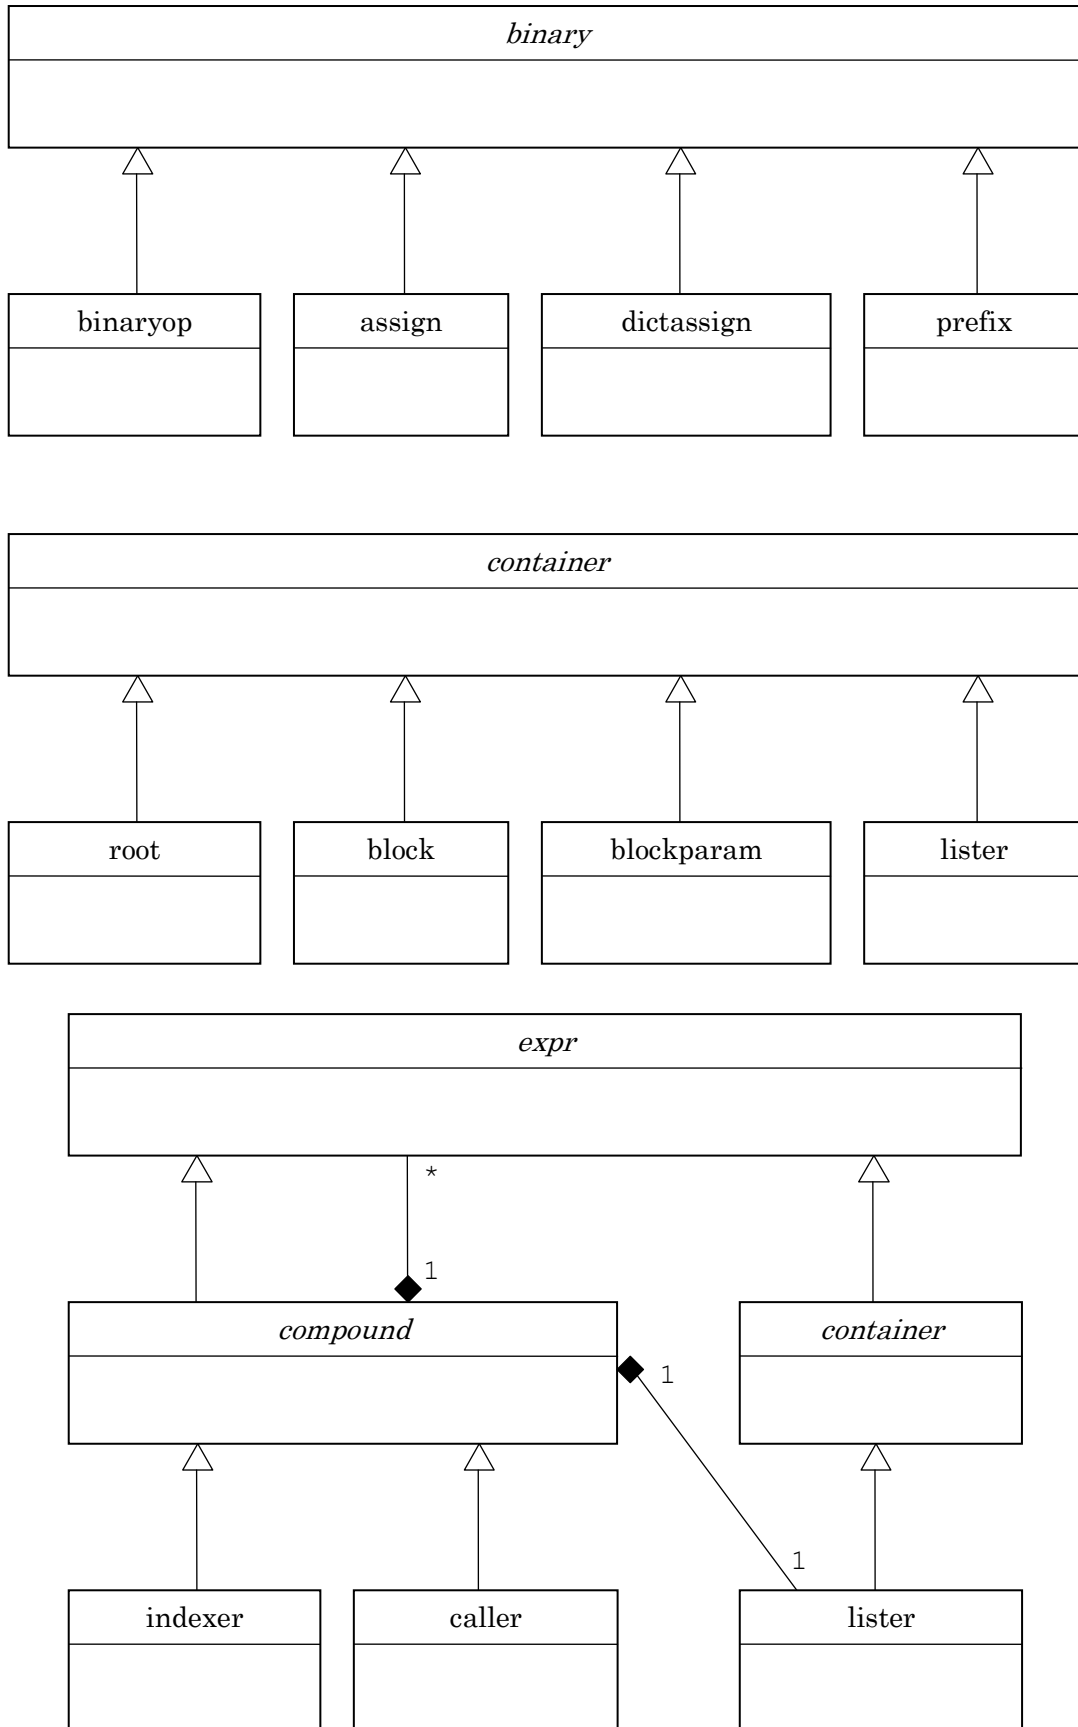 binary
binaryop assign dictassign prefix
container
root block blockparam lister
expr
*
1
compound container
1
1
indexer caller lister